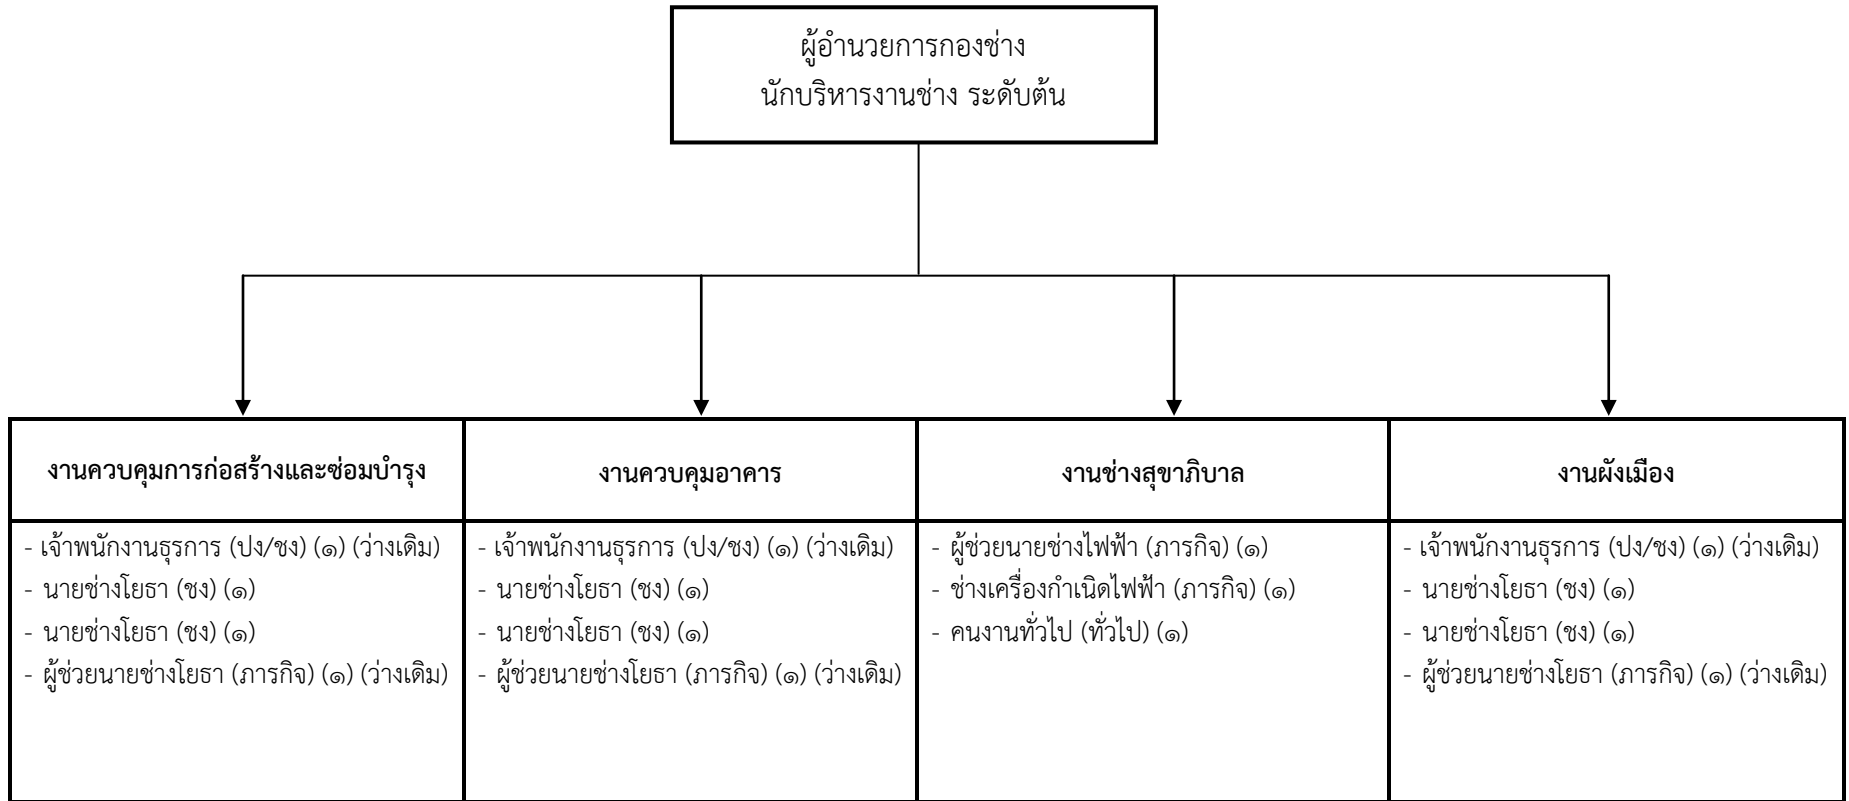 ผู้อำนวยการกองช่าง
นักบริหารงานช่าง ระดับต้น
งานควบคุมการก่อสร้างและซ่อมบำรุง
- เจ้าพนักงานธุรการ (ปง/ชง) (๑) (ว่างเดิม)
- นายช่างโยธา (ชง) (๑)
- นายช่างโยธา (ชง) (๑)
- ผู้ช่วยนายช่างโยธา (ภารกิจ) (๑) (ว่างเดิม)
งานควบคุมอาคาร
- เจ้าพนักงานธุรการ (ปง/ชง) (๑) (ว่างเดิม)
- นายช่างโยธา (ชง) (๑)
- นายช่างโยธา (ชง) (๑)
- ผู้ช่วยนายช่างโยธา (ภารกิจ) (๑) (ว่างเดิม)
งานช่างสุขาภิบาล
- ผู้ช่วยนายช่างไฟฟ้า (ภารกิจ) (๑)
- ช่างเครื่องกำเนิดไฟฟ้า (ภารกิจ) (๑)
- คนงานทั่วไป (ทั่วไป) (๑)
งานผังเมือง
- เจ้าพนักงานธุรการ (ปง/ชง) (๑) (ว่างเดิม)
- นายช่างโยธา (ชง) (๑)
- นายช่างโยธา (ชง) (๑)
- ผู้ช่วยนายช่างโยธา (ภารกิจ) (๑) (ว่างเดิม)